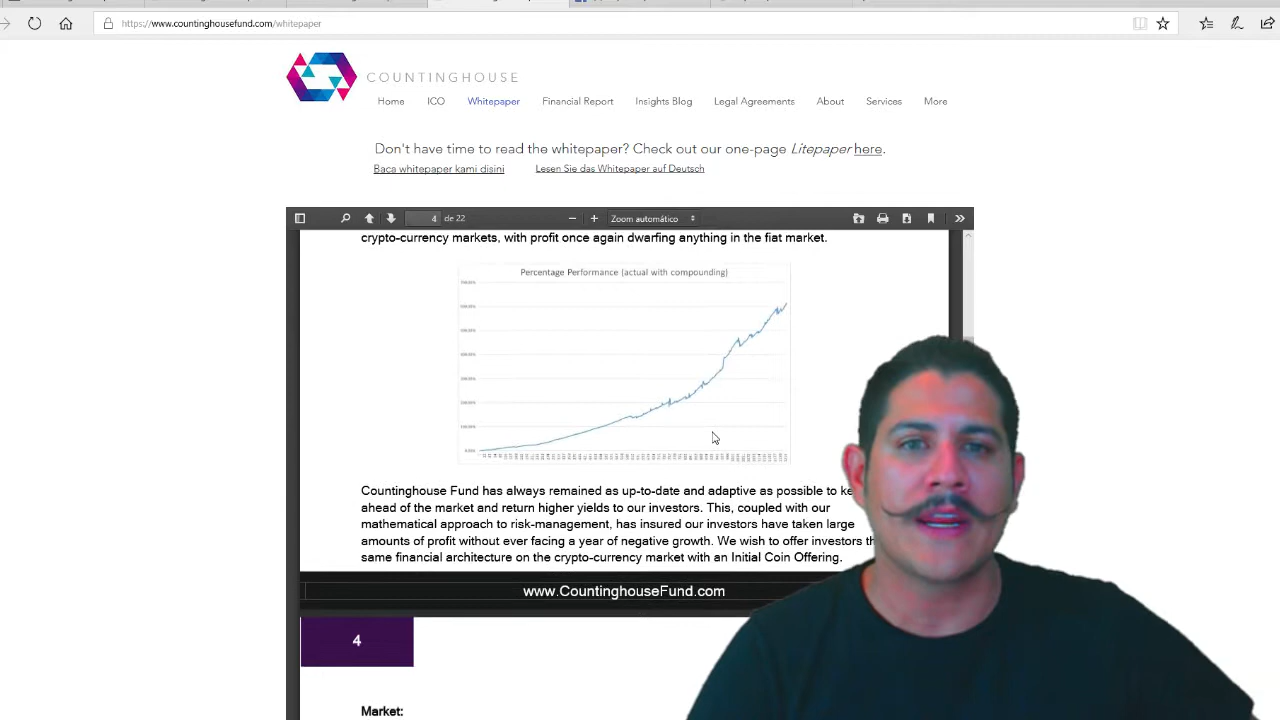 https://www.countinghousefund.com/whitepaper
COUNTINGHOUSE
Home ICO Whitepaper Financial Report Insights Blog Legal Agreements About Services More
Don't have time to read the whitepaper? Check out our one-page Litepaper here.
Baca whitepaper kami disini Lesen Sie das Whitepaper auf Deutsch
4 de 22 Zoom automático
crypto-currency markets, with profit once again dwarfing anything in the fiat market.
Percentage Performance (actual with compounding)
Countinghouse Fund has always remained as up-to-date and adaptive as possible to
ahead of the market and return higher yields to our investors. This, coupled with our
mathematical approach to risk-management, has insured our investors have taken large
amounts of profit without ever facing a year of negative growth. We wish to offer investors
same financial architecture on the crypto-currency market with an Initial Coin Offering.
www.CountinghouseFund.com
4
Market: